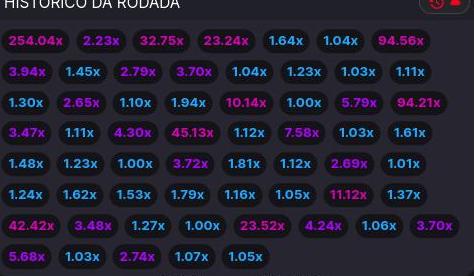 HISTÓRICO DA RODADA
254.04x 2.23x 32.75x 23.24x 1.64x 1.04x 94.56x
3.94x 1.45x 2.79x 3.70x 1.04x 1.23x 1.03x 1.11x
1.30x 2.65x 1.10x 1.94x 10.14x 1.00x 5.79x 94.21x
3.47x 1.11x 4.30x 45.13x 1.12x 7.58x 1.03x 1.61x
1.48x 1.23x 1.00x 3.72x 1.81x 1.12x 2.69x 1.01x
1.24x 1.62x 1.53x 1.79x 1.16x 1.05x 11.12x 1.37x
42.42x 3.48x 1.27x 1.00x 23.52x 4.24x 1.06x 3.70x
5.68x 1.03x 2.74x 1.07x 1.05x